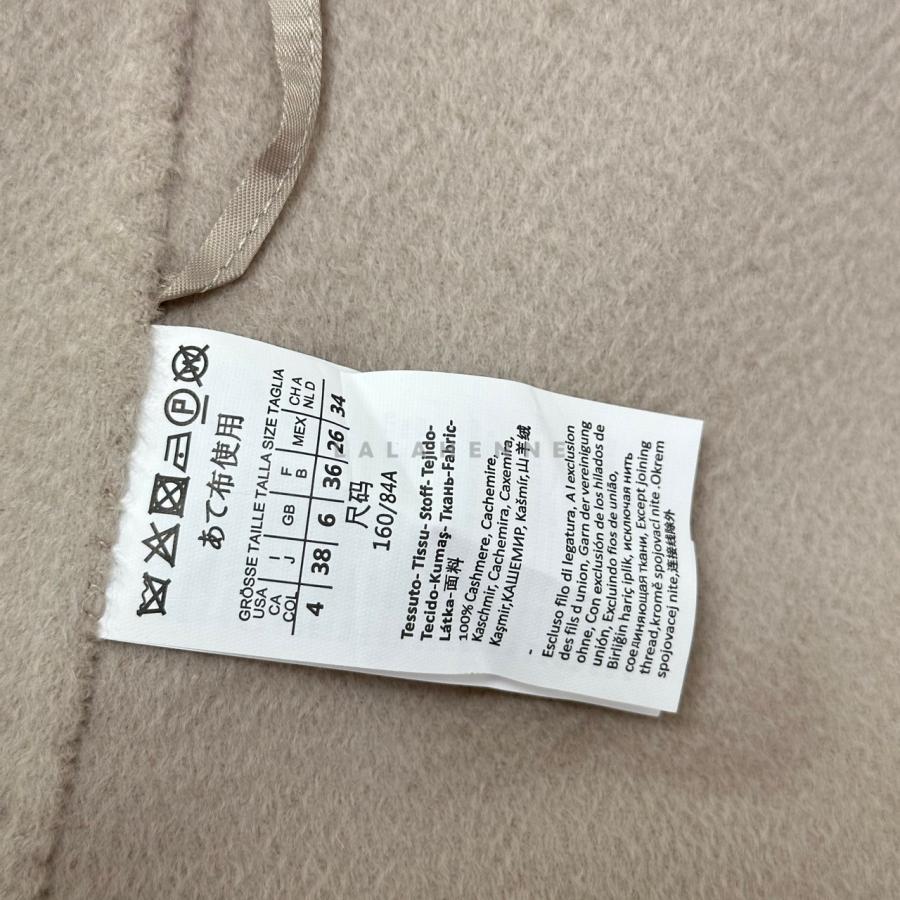 P
W
あて布使用
GRÖSSE TAILLE TALLA SIZE TAGLIA
USA
CA J GB F MEX CHA
COL I B NLD
4 38 6 36 26 34
尺码
160/84A
LALAHENNE
Tessuto- Tissu- Stoff- Tejido-
Tecido-Kumaş- Ткань-Fabric-
Látka-面料
100% Cashmere, Cachemire,
Kaschmir, Cachemira, Caxemira,
Kaşmir,КАШЕМИР, Kašmír,山羊绒
-
Escluso filo di legatura, A l exclusion
des fils d union, Garn der vereinigung
ohne, Con exclusión de los hilados de
unión, Excluindo fios de união,
Birliğin hariç iplik, исключая нить
соединяющая ткани, Except joining
thread,kromě spojovací nite .Okrem
spojovacej nite,连接线除外